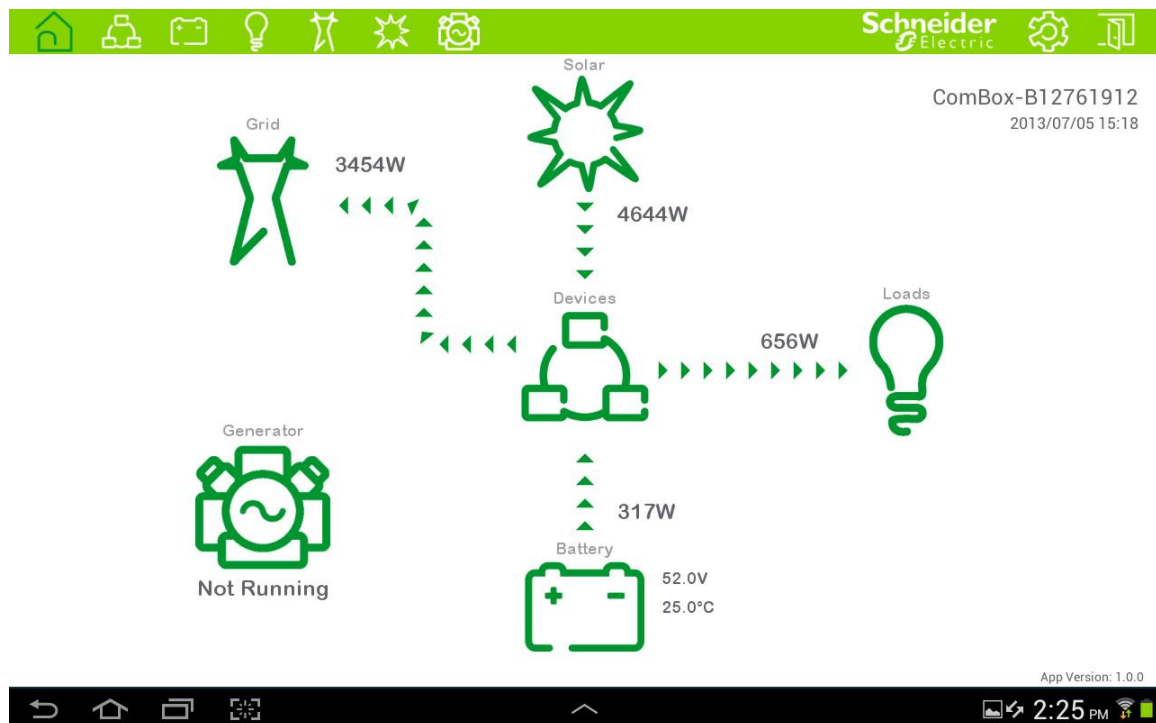 Schneider
Electric
Solar
ComBox-B12761912
2013/07/05 15:18
Grid
3454W
4644W
Devices
Loads
656W
Generator
Not Running
317W
Battery
52.0V
25.0°C
App Version: 1.0.0
2:25 PM